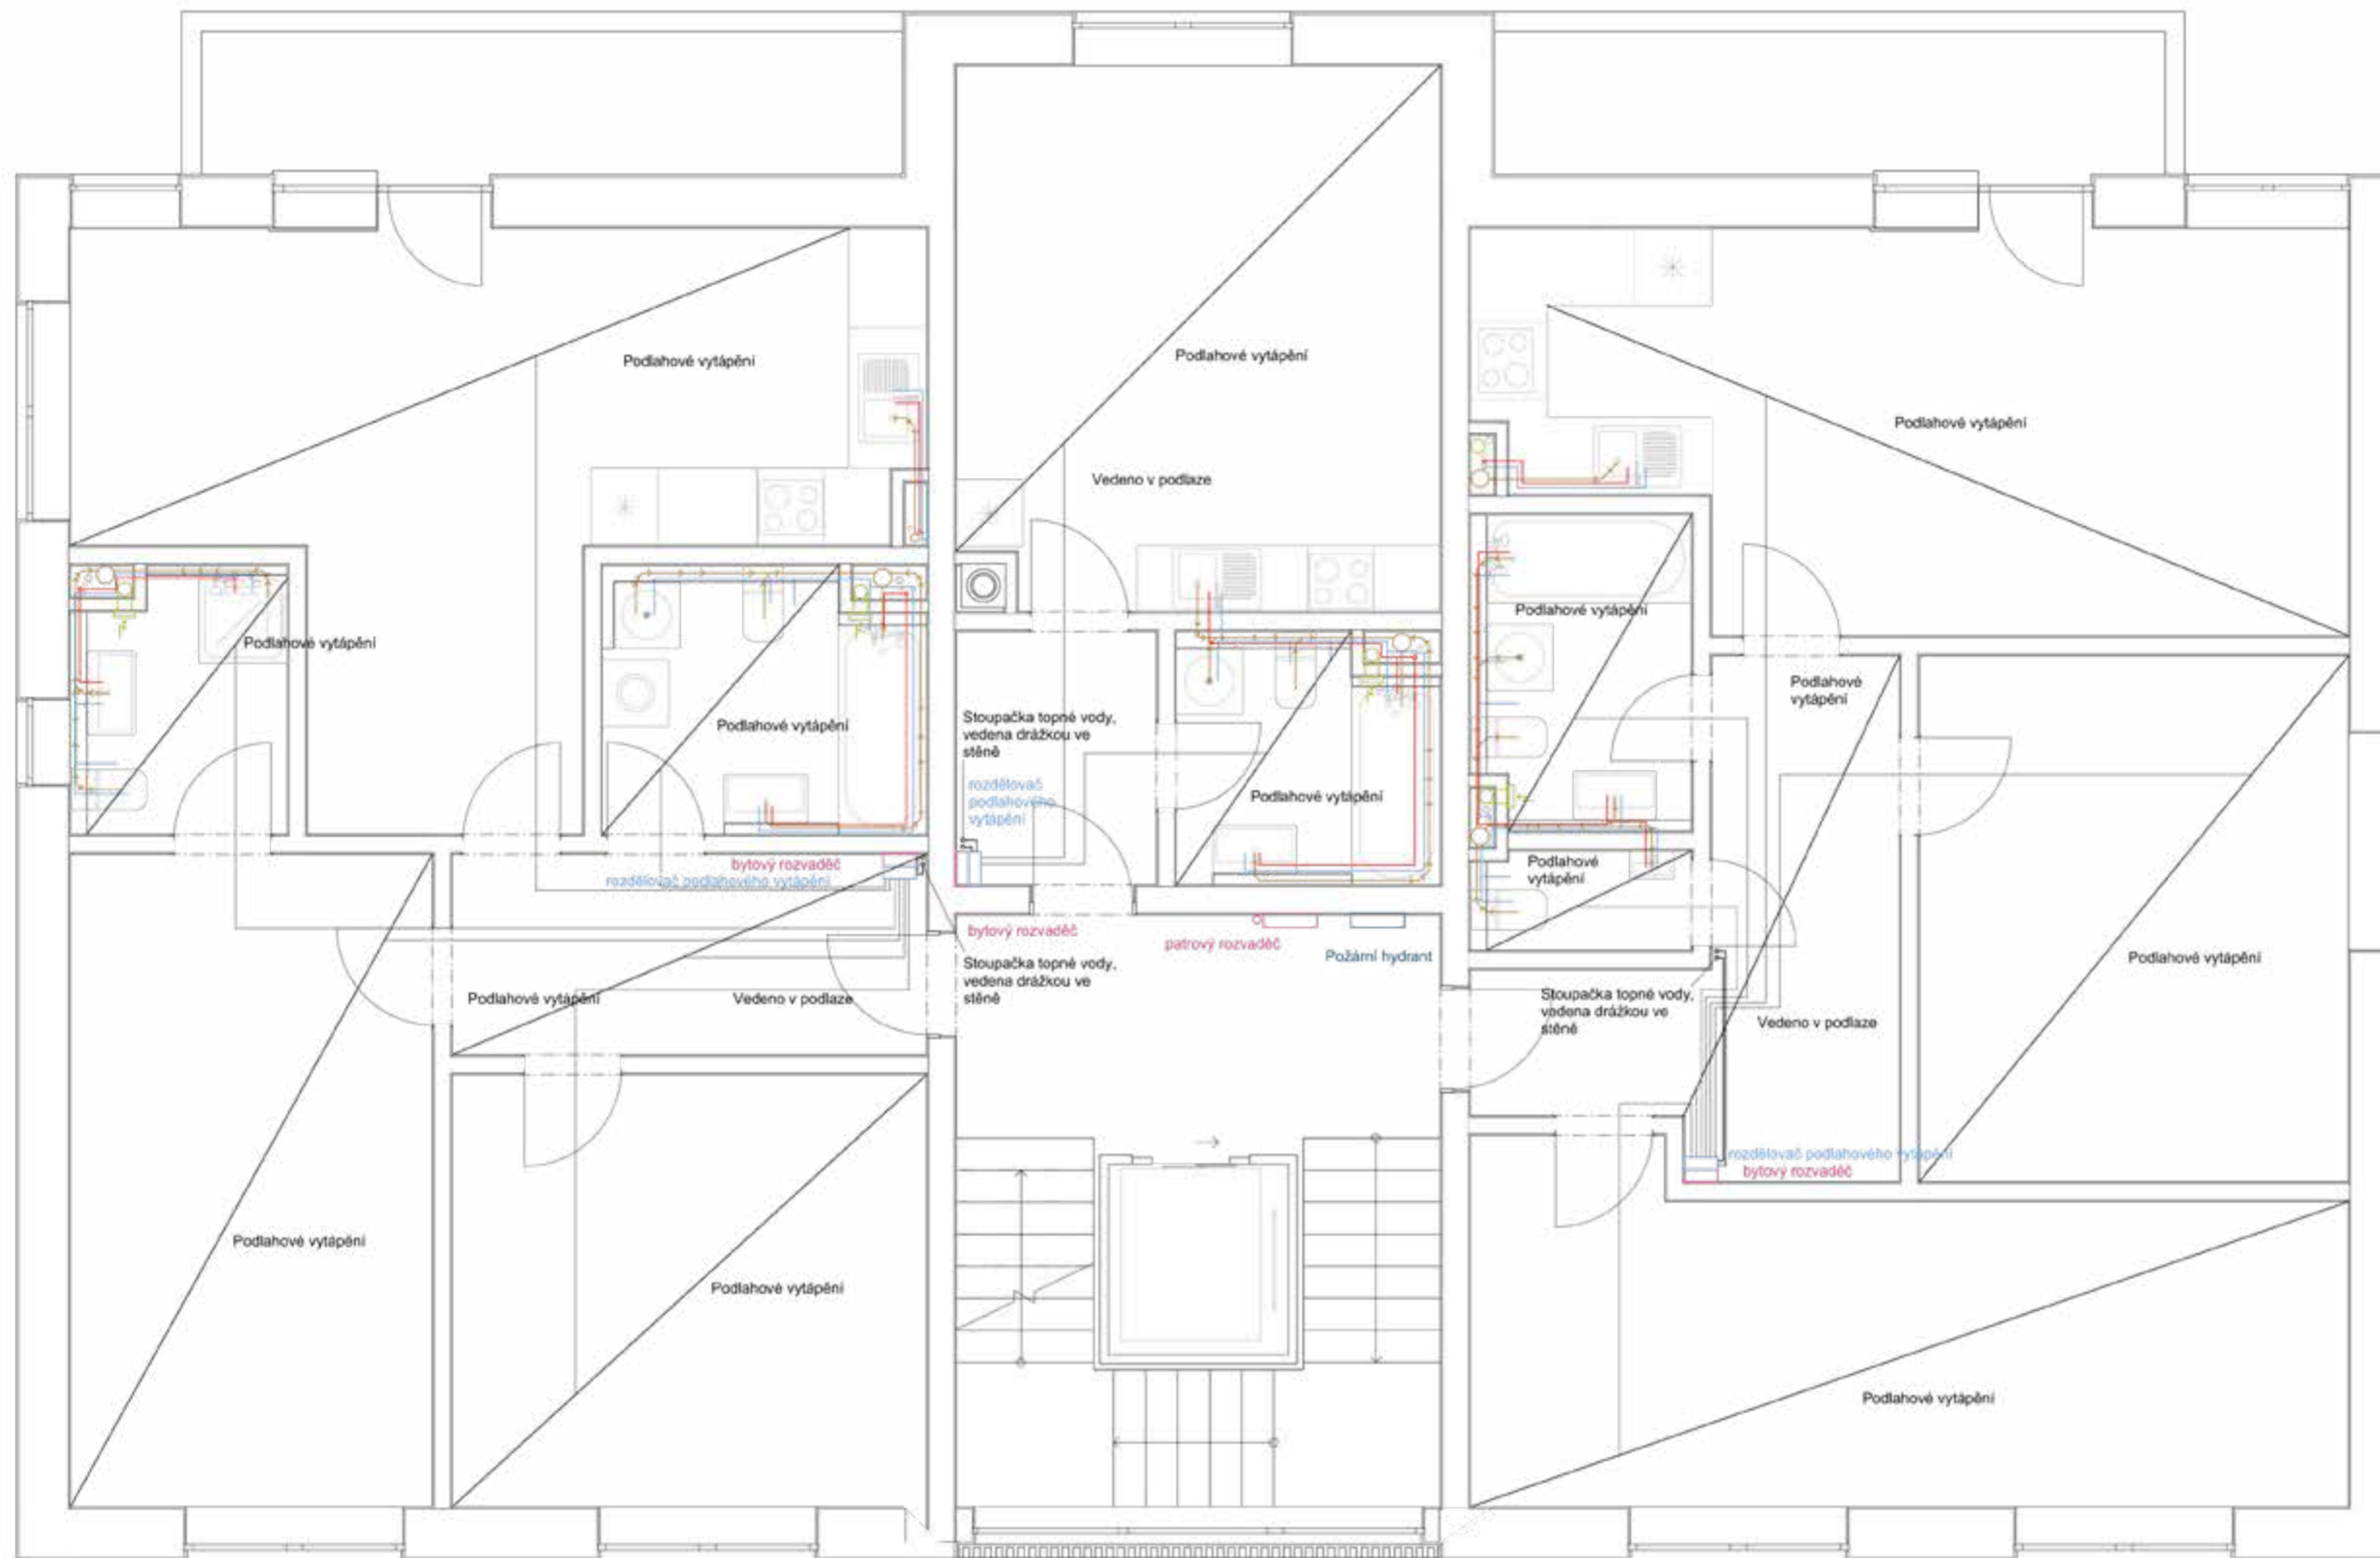 Podlahové vytápění
Podlahové vytápění
Vedeno v podlaze
Podlahové vytápění
Podlahové vytápění
Podlahové vytápění
Stoupačka topné vody,
vedena drážkou ve
stěně
rozdělovač
podlahového
vytápění
Podlahové vytápění
Podlahové vytápění
Podlahové
vytápění
Podlahové
vytápění
bytový rozvaděč
rozdělovač podlahového vytápění
bytový rozvaděč
patrový rozvaděč
Požární hydrant
Stoupačka topné vody,
vedena drážkou ve
stěně
Podlahové vytápění
Vedeno v podlaze
Stoupačka topné vody,
vedena drážkou ve
stěně
Vedeno v podlaze
Podlahové vytápění
rozdělovač podlahového vytápění
bytový rozvaděč
Podlahové vytápění
Podlahové vytápění
Podlahové vytápění